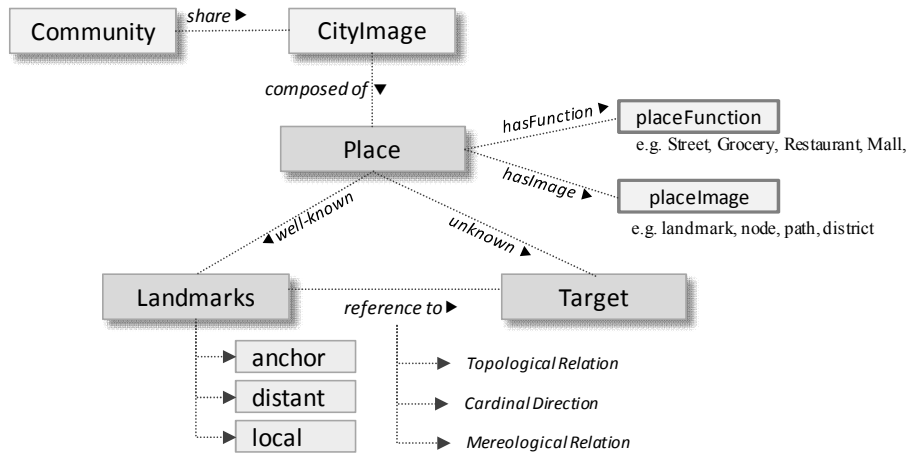 share ►
Community
CityImage
composed of ▼
hasFunction ►
placeFunction
e.g. Street, Grocery, Restaurant, Mall,
Place
hasImage ►
placeImage
e.g. landmark, node, path, district
◄ well-known
unknown ►
Landmarks
reference to ►
Target
anchor
Topological Relation
distant
Cardinal Direction
local
Mereological Relation